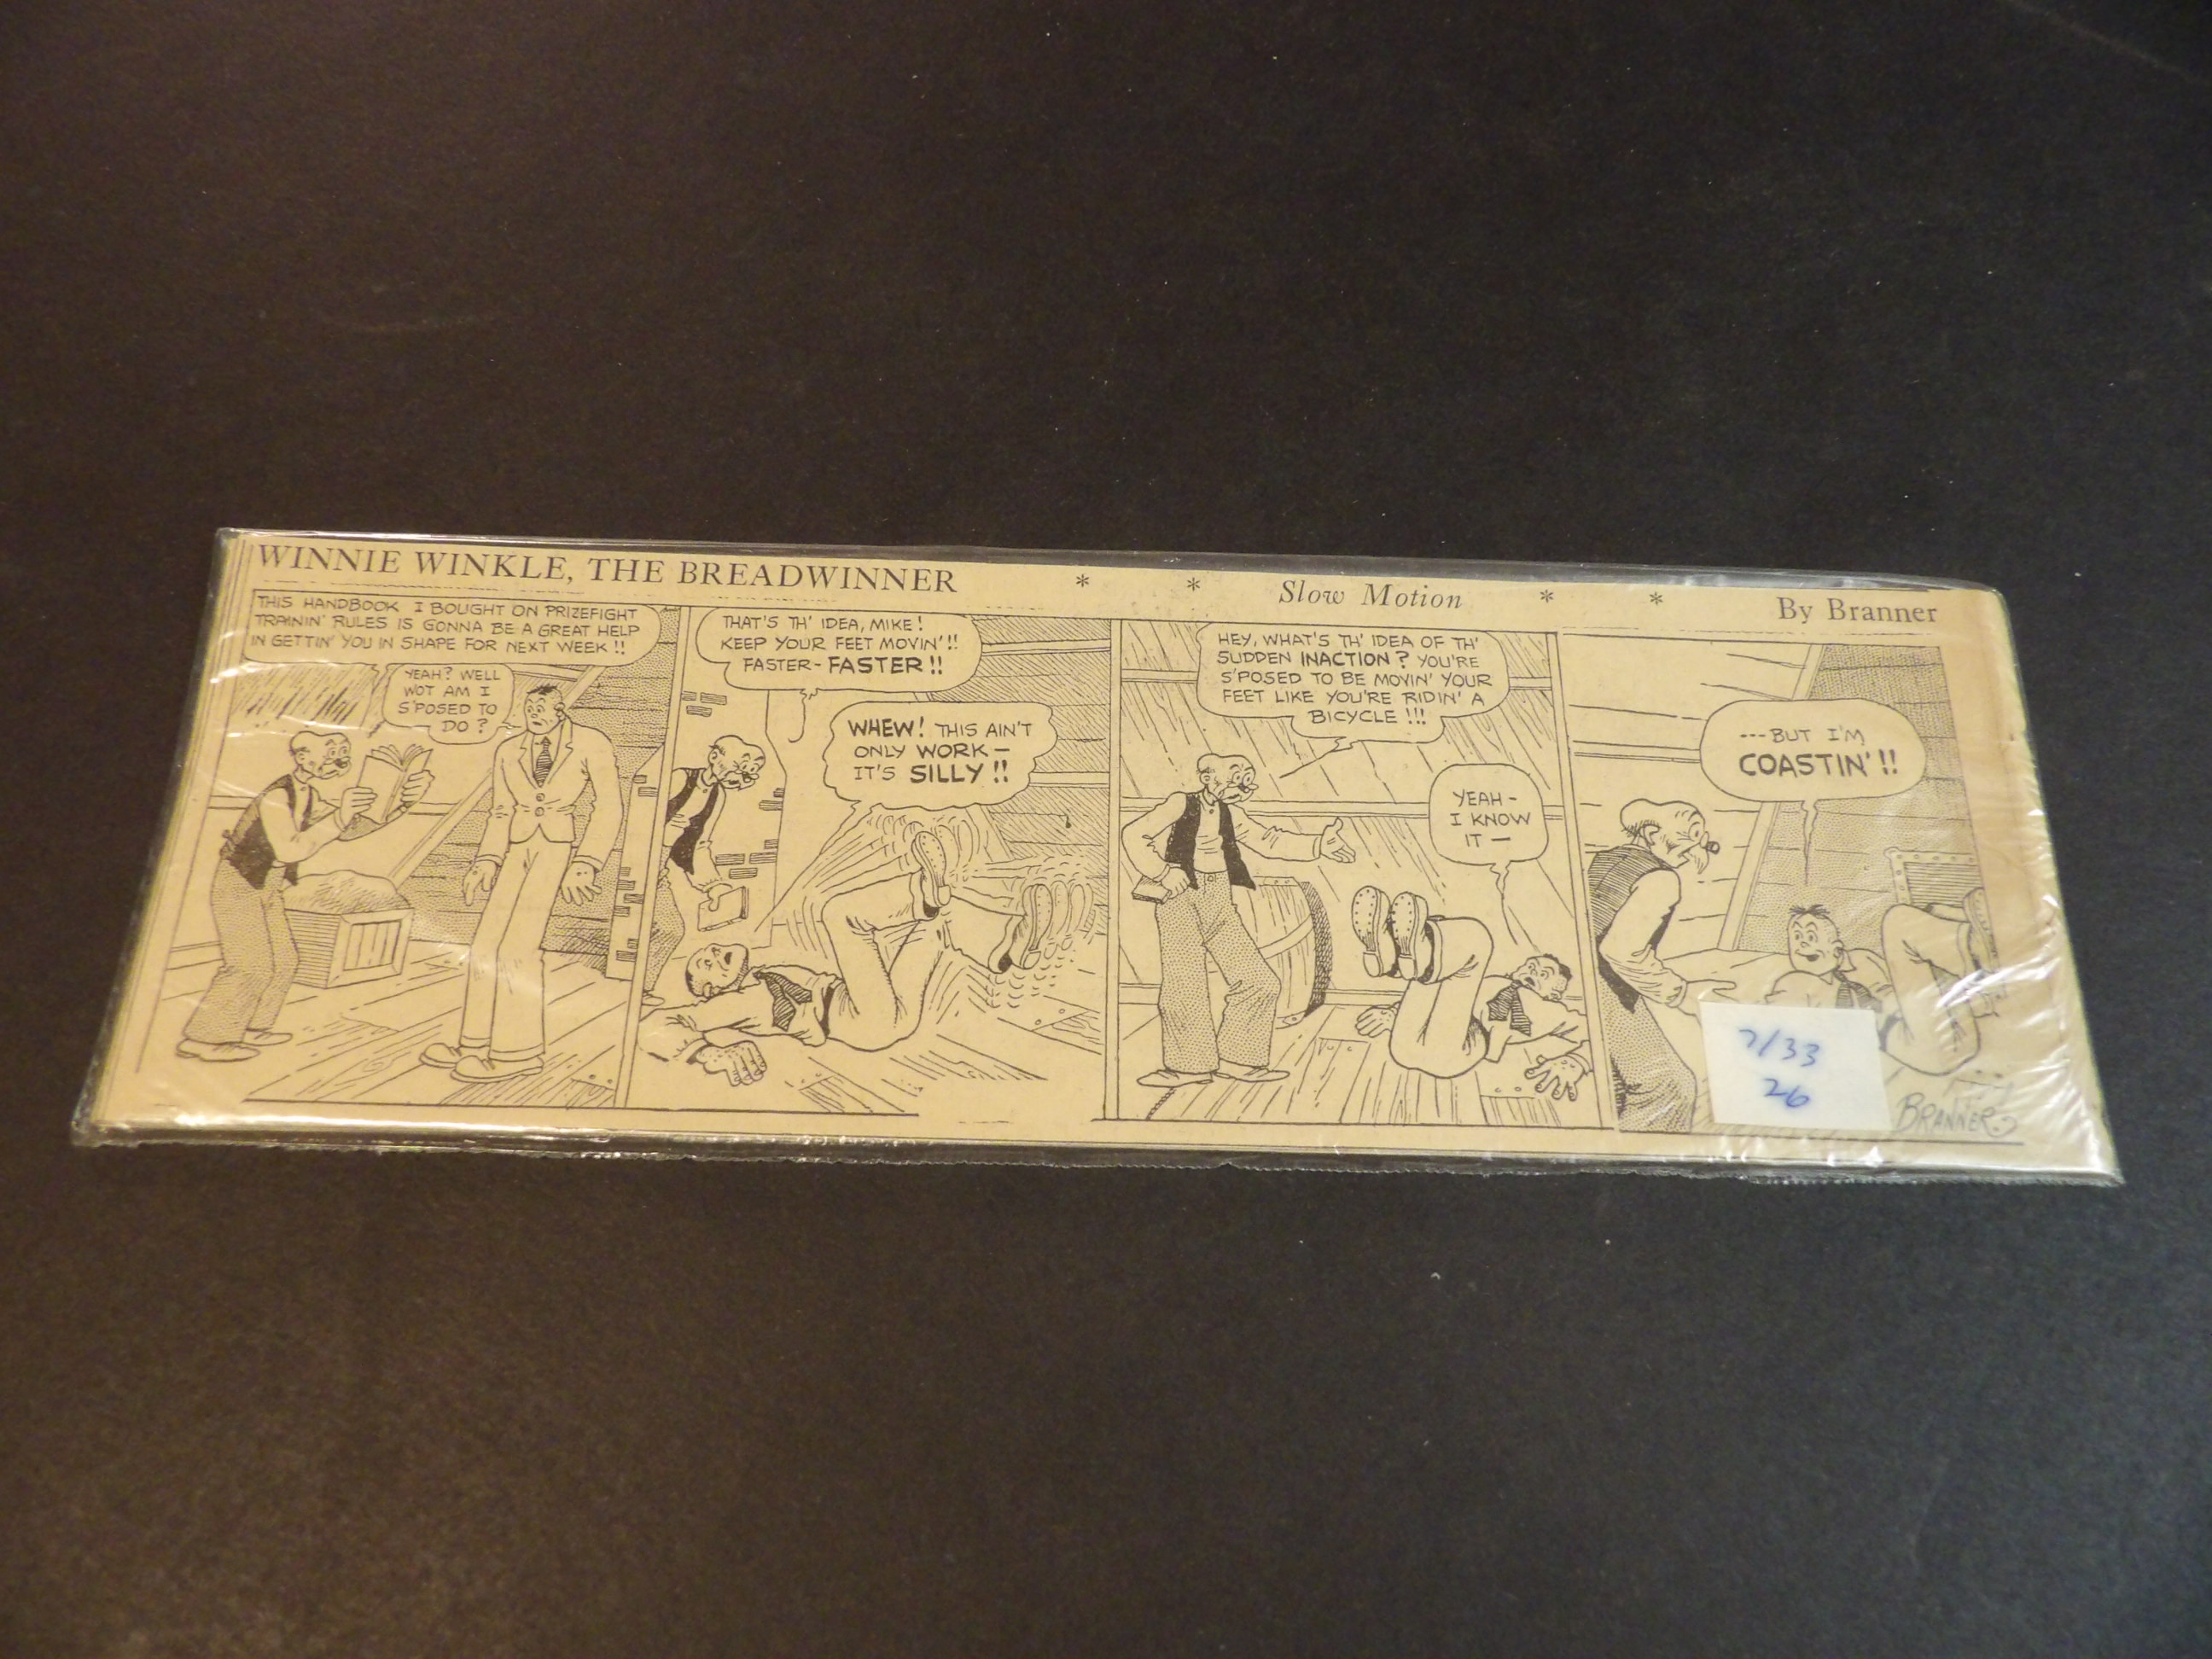 WINNIE WINKLE, THE BREADWINNER * * Slow Motion * * By Branner
THIS HANDBOOK I BOUGHT ON PRIZEFIGHT
TRAININ' RULES IS GONNA BE A GREAT HELP
IN GETTIN' YOU IN SHAPE FOR NEXT WEEK!!
YEAH? WELL
WOT AM I
S'POSED TO
DO?
THAT'S TH' IDEA, MIKE!
KEEP YOUR FEET MOVIN'!!
FASTER- FASTER!!
WHEW! THIS AIN'T
ONLY WORK—
IT'S SILLY!!
HEY, WHAT'S TH' IDEA OF TH'
SUDDEN INACTION? YOU'RE
S'POSED TO BE MOVIN' YOUR
FEET LIKE YOU'RE RIDIN' A
BICYCLE!!!
YEAH-
I KNOW
IT—
---BUT I'M
COASTIN'!!
7/33
26
BRANNER